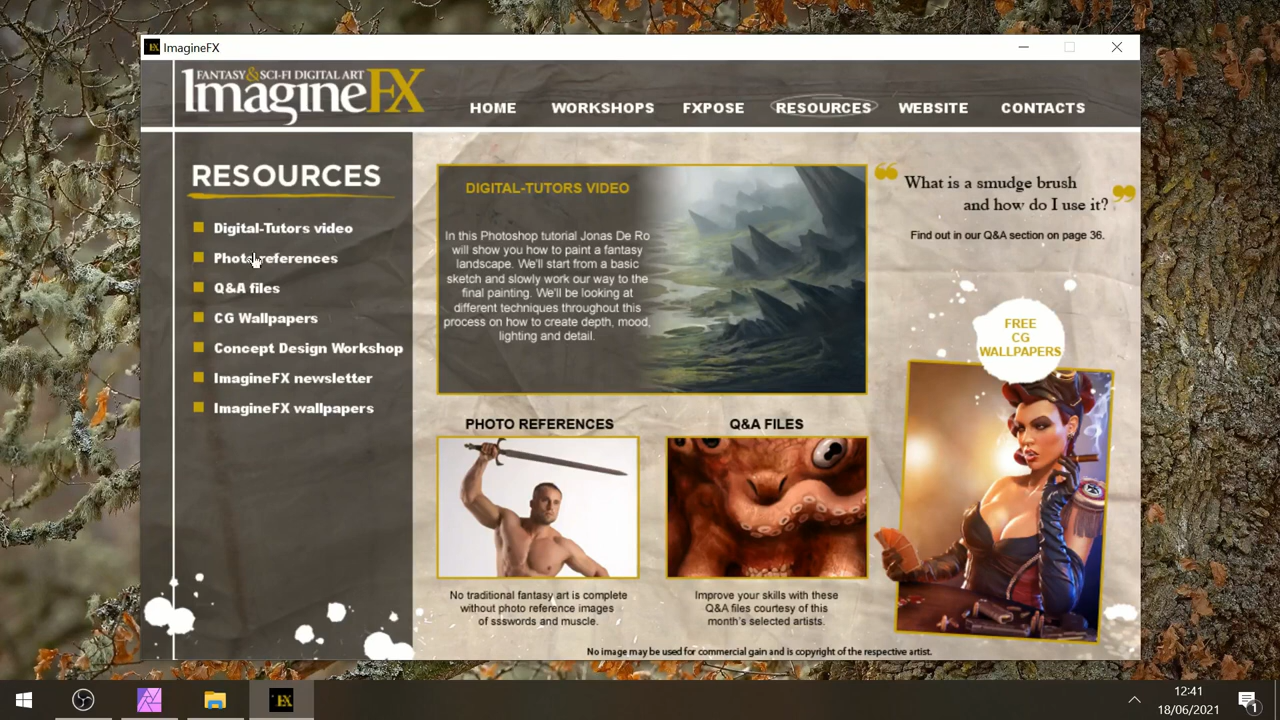 ImagineFX
FANTASY & SCI-FI DIGITAL ART
ImagineFX
HOME WORKSHOPS FXPOSE RESOURCES WEBSITE CONTACTS
RESOURCES
Digital-Tutors video
Photo references
Q&A files
CG Wallpapers
Concept Design Workshop
ImagineFX newsletter
ImagineFX wallpapers
DIGITAL-TUTORS VIDEO
In this Photoshop tutorial Jonas De Ro
will show you how to paint a fantasy
landscape. We'll start from a basic
sketch and slowly work our way to the
final painting. We'll be looking at
different techniques throughout this
process on how to create depth, mood,
lighting and detail.
“ What is a smudge brush
and how do I use it? ”
Find out in our Q&A section on page 36.
FREE
CG
WALLPAPERS
PHOTO REFERENCES
No traditional fantasy art is complete
without photo reference images
of ssswords and muscle.
Q&A FILES
Improve your skills with these
Q&A files courtesy of this
month's selected artists.
No image may be used for commercial gain and is copyright of the respective artist.
FX
12:41
18/06/2021
1